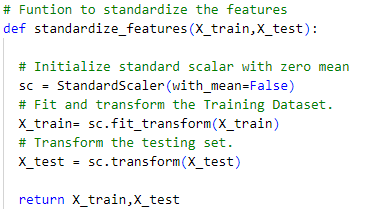 # Funtion to standardize the features
def standardize_features(X_train,X_test):
# Initialize standard scalar with zero mean
sc = StandardScaler(with_mean=False)
# Fit and transform the Training Dataset.
X_train= sc.fit_transform(X_train)
# Transform the testing set.
X_test = sc.transform(X_test)
return X_train,X_test